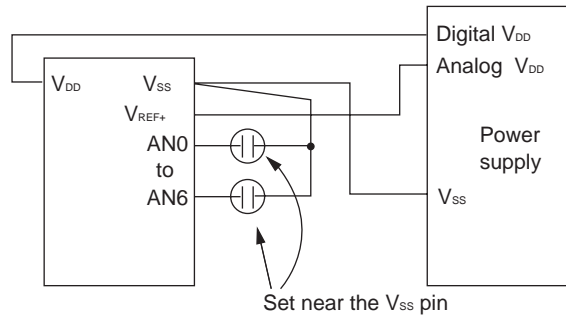 Digital VDD
Analog VDD
VDD
VSS
VREF+
AN0
to
AN6
Power
supply
VSS
Set near the VSS pin